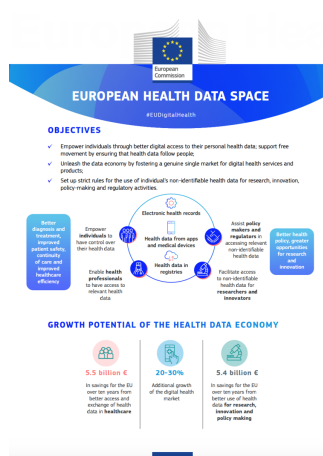 European
Commission
EUROPEAN HEALTH DATA SPACE
#EUDigitalHealth
OBJECTIVES
Empower individuals through better digital access to their personal health data; support free
movement by ensuring that health data follow people;
Unleash the data economy by fostering a genuine single market for digital health services and
products;
Set up strict rules for the use of individual's non-identifiable health data for research, innovation,
policy-making and regulatory activities.
Better
diagnosis and
treatment,
improved
patient safety,
continuity
of care and
improved
healthcare
efficiency
Empower
individuals to
have control over
their health data
Enable health
professionals
to have access to
relevant health
data
Electronic health records
Health data from apps
and medical devices
Health data in
registries
Assist policy
makers and
regulators in
accessing relevant
non-identifiable
health data
Facilitate access
to non-identifiable
health data for
researchers and
innovators
Better health
policy, greater
opportunities
for research
and
innovation
GROWTH POTENTIAL OF THE HEALTH DATA ECONOMY
5.5 billion €
In savings for the EU
over ten years from
better access and
exchange of health
data in healthcare
20-30%
Additional growth
of the digital health
market
5.4 billion €
In savings for the EU
over ten years from
better use of health
data for research,
innovation and
policy making